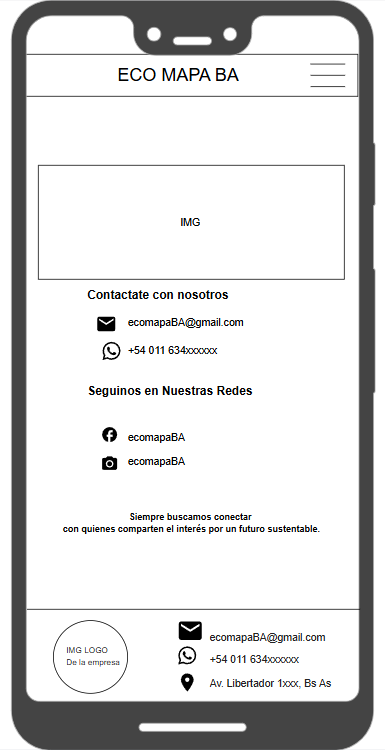 ECO MAPA BA
IMG
Contactate con nosotros
ecomapaBA@gmail.com
+54 011 634xxxxxx
Seguinos en Nuestras Redes
ecomapaBA
ecomapaBA
Siempre buscamos conectar
con quienes comparten el interés por un futuro sustentable.
IMG LOGO
De la empresa
ecomapaBA@gmail.com
+54 011 634xxxxxx
Av. Libertador 1xxx, Bs As